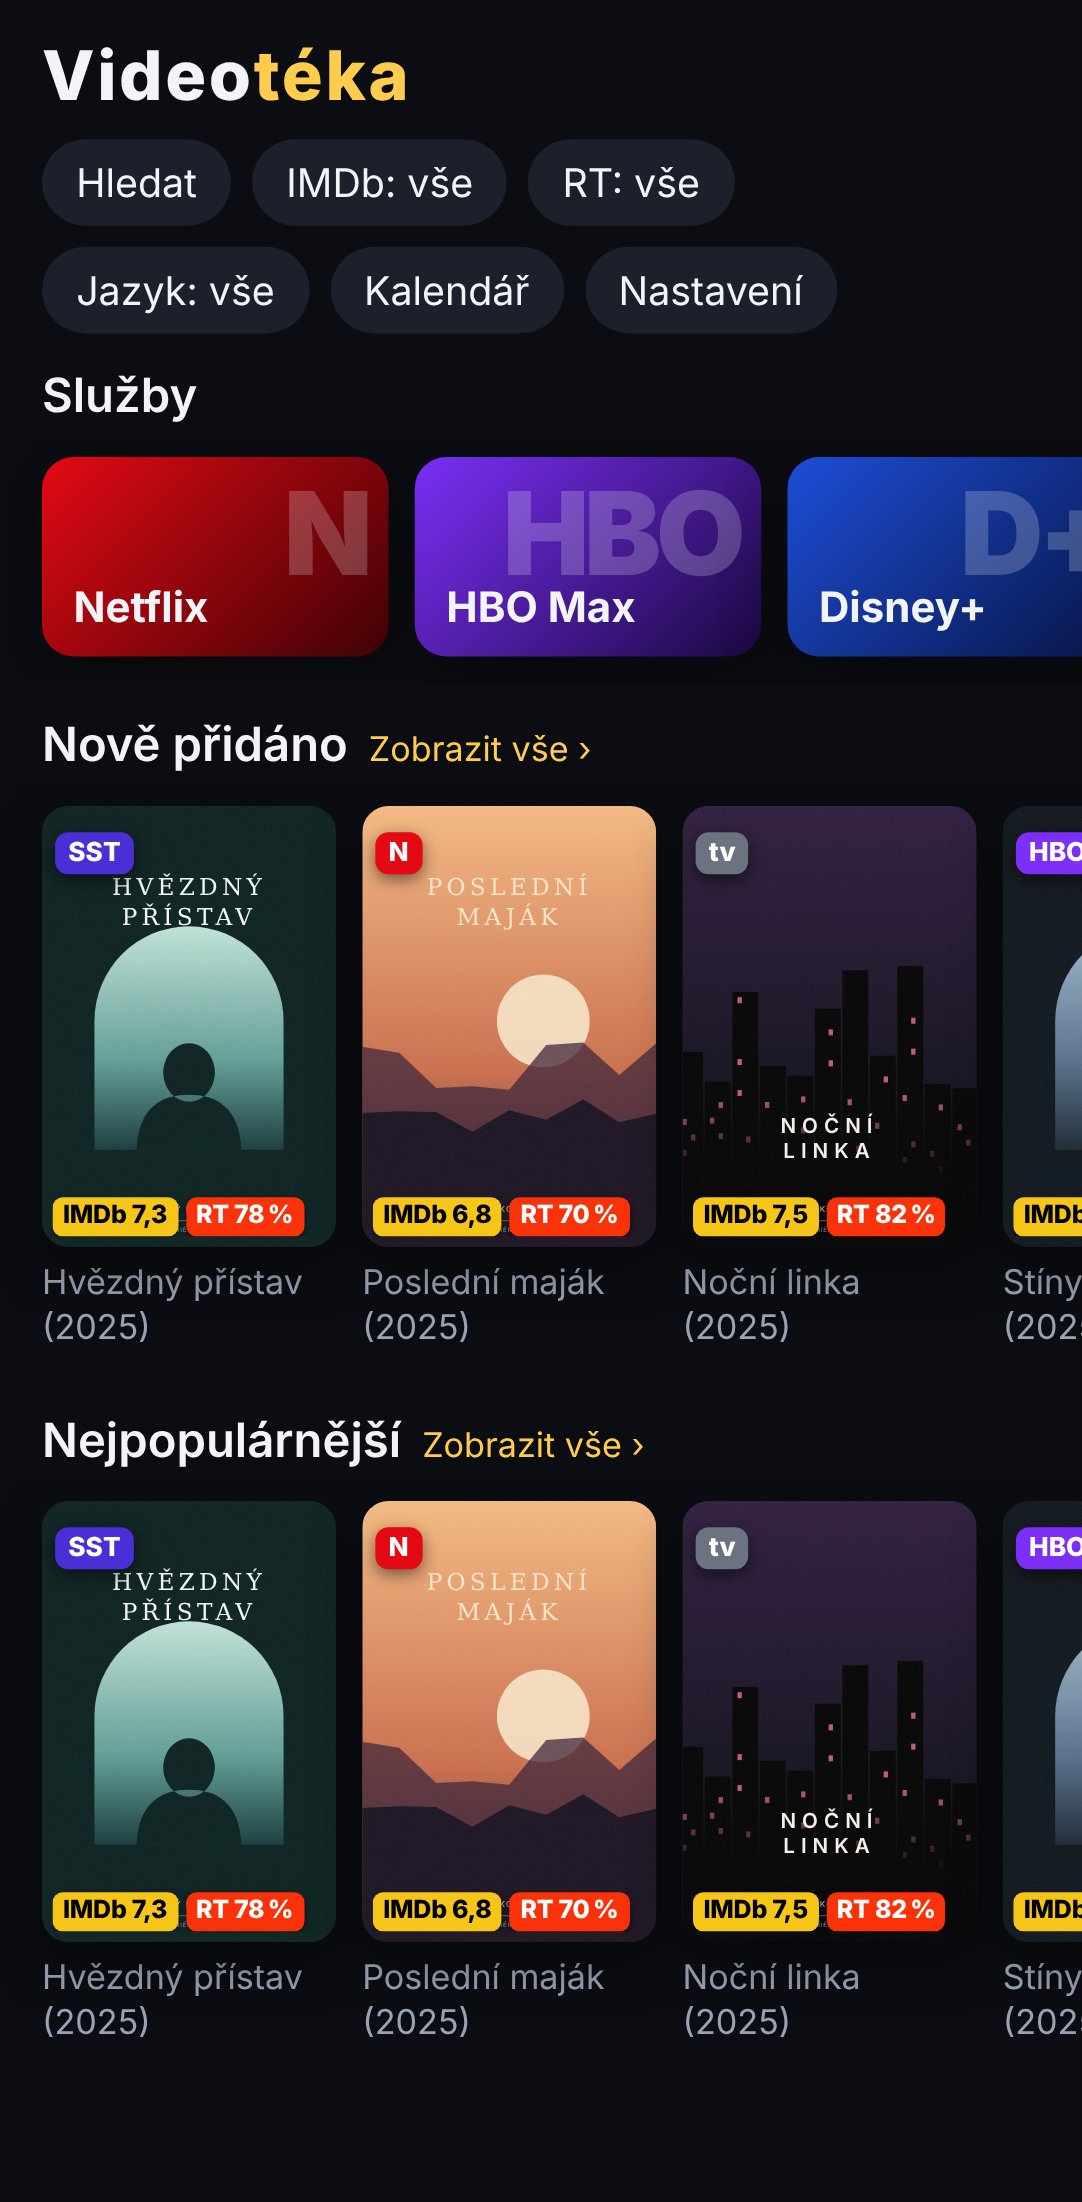 Videotéka
Hledat
IMDb: vše
RT: vše
Jazyk: vše
Kalendář
Nastavení
Služby
N
Netflix
HBO
HBO Max
D+
Disney+
Nově přidáno Zobrazit vše ›
SST
HVĚZDNÝ
PŘÍSTAV
IMDb 7,3 RT 78 %
Hvězdný přístav
(2025)
N
POSLEDNÍ
MAJÁK
IMDb 6,8 RT 70 %
Poslední maják
(2025)
tv
NOČNÍ
LINKA
IMDb 7,5 RT 82 %
Noční linka
(2025)
HBO
IMDb
Stíny
Nejpopulárnější Zobrazit vše ›
SST
HVĚZDNÝ
PŘÍSTAV
IMDb 7,3 RT 78 %
Hvězdný přístav
(2025)
N
POSLEDNÍ
MAJÁK
IMDb 6,8 RT 70 %
Poslední maják
(2025)
tv
NOČNÍ
LINKA
IMDb 7,5 RT 82 %
Noční linka
(2025)
HBO
IMDb
Stíny